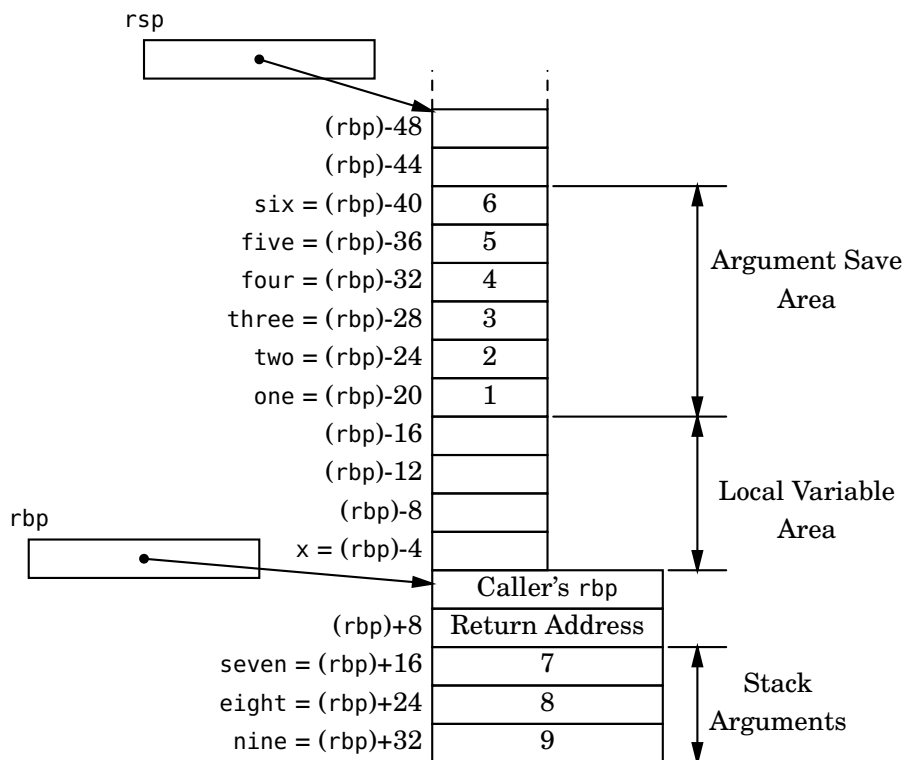 rsp
(rbp)-48
(rbp)-44
six = (rbp)-40 6
five = (rbp)-36 5
four = (rbp)-32 4
three = (rbp)-28 3
two = (rbp)-24 2
one = (rbp)-20 1
Argument Save
Area
(rbp)-16
(rbp)-12
(rbp)-8
x = (rbp)-4
Local Variable
Area
rbp
Caller's rbp
(rbp)+8 Return Address
seven = (rbp)+16 7
eight = (rbp)+24 8
nine = (rbp)+32 9
Stack
Arguments